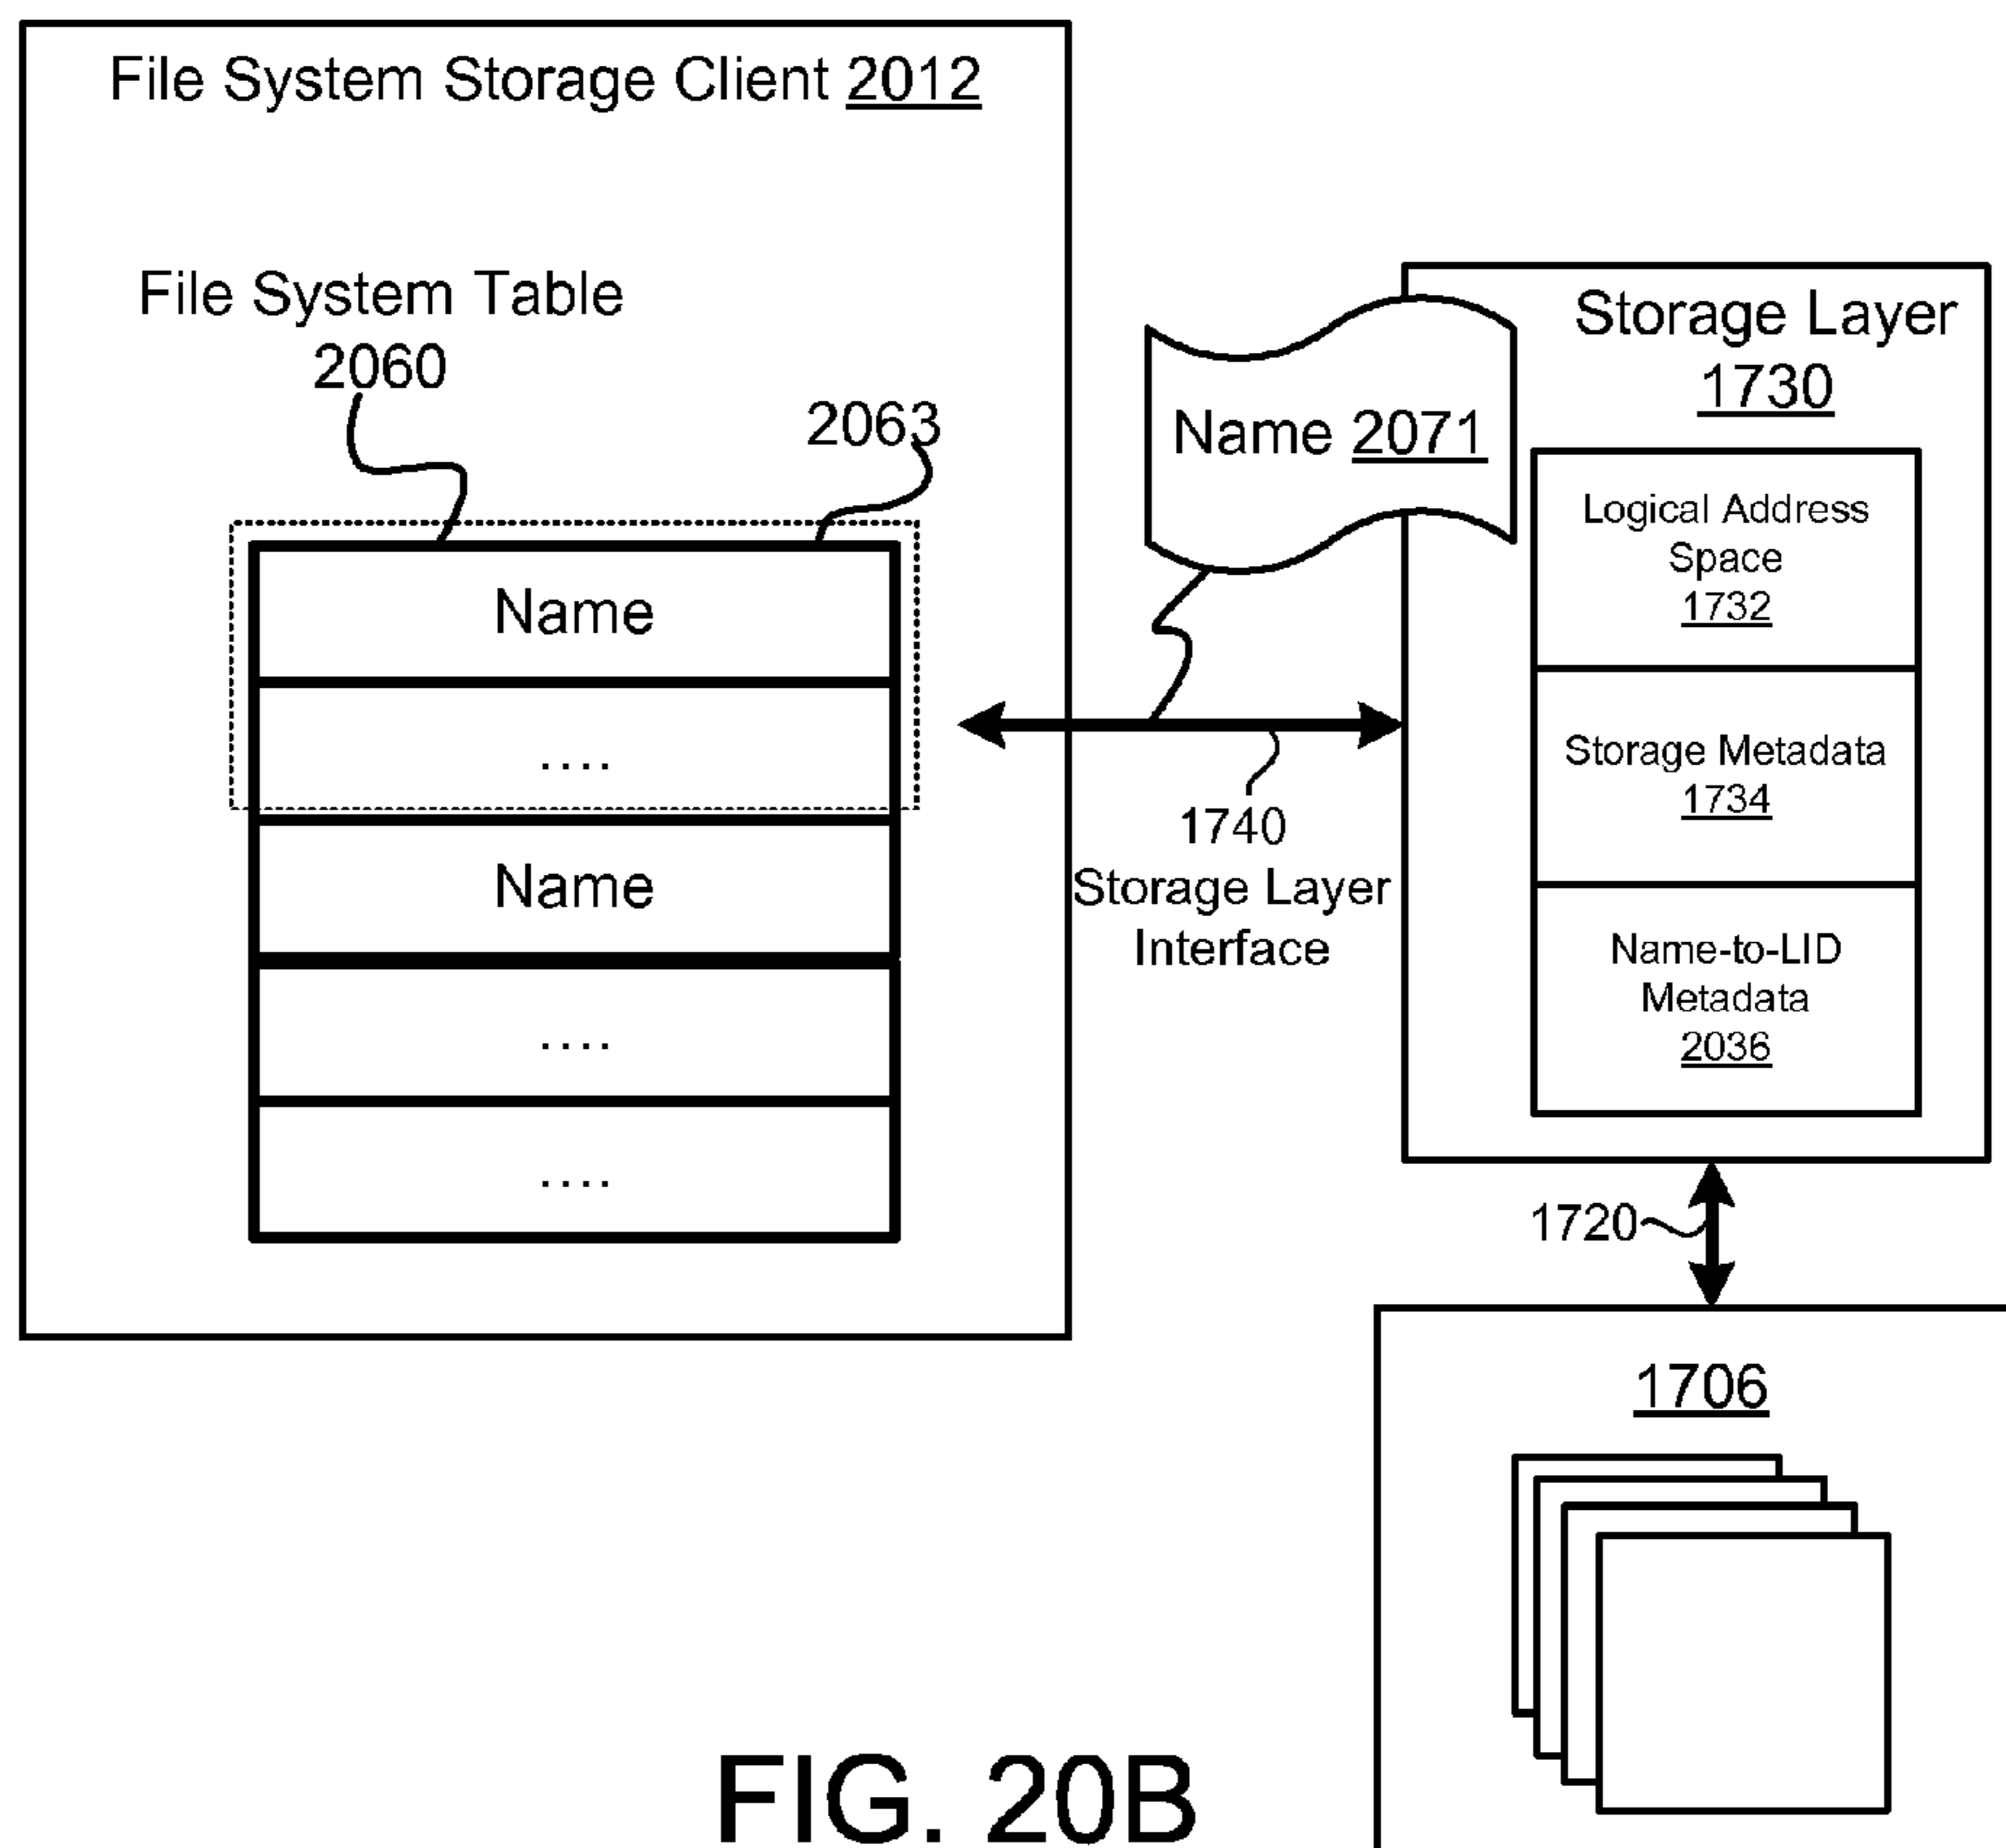 File System Storage Client 2012
File System Table
2060
2063
Name
....
Name
....
....
Name 2071
1740
Storage Layer
Interface
Storage Layer
1730
Logical Address
Space
1732
Storage Metadata
1734
Name-to-LID
Metadata
2036
1720
1706
FIG. 20B